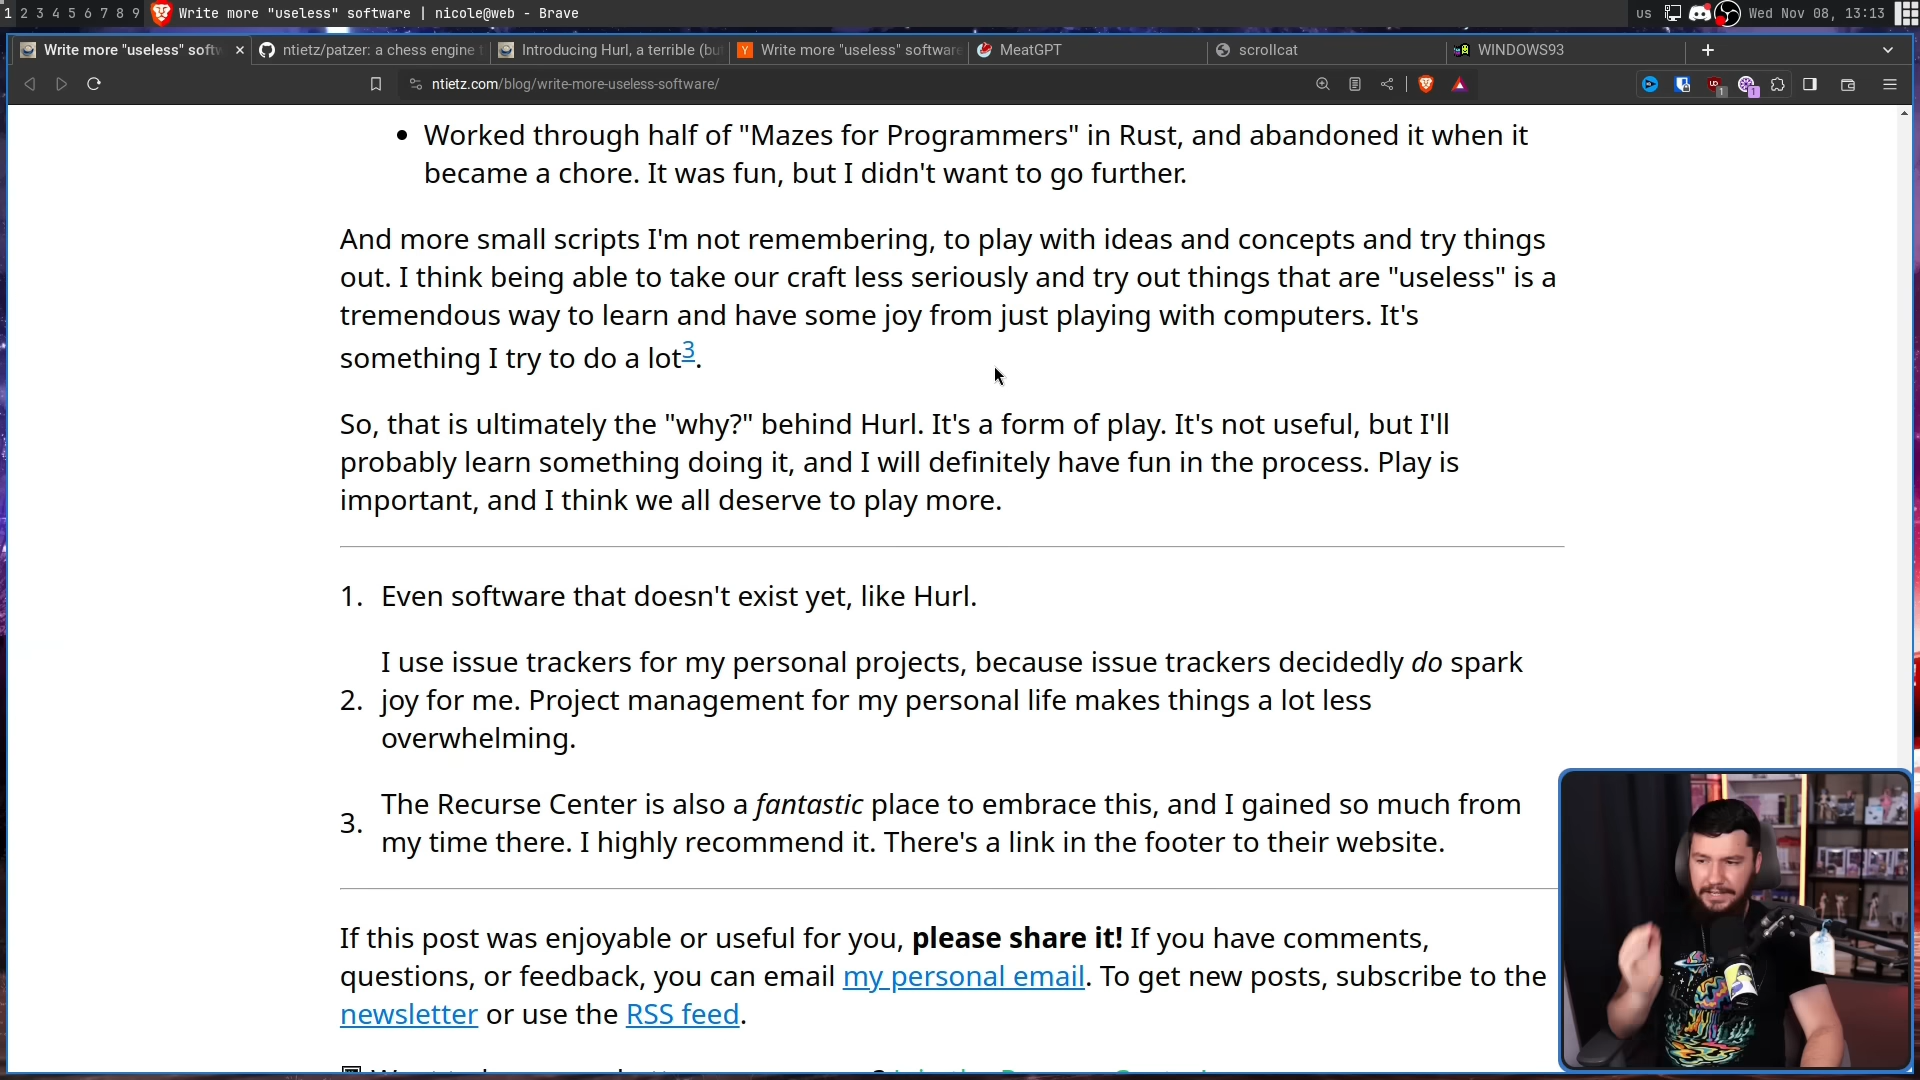 1 2 3 4 5 6 7 8 9 Write more "useless" software | nicole@web - Brave us Wed Nov 08, 13:13
Write more "useless" softw ntietz/patzer: a chess engine Introducing Hurl, a terrible (bu Write more "useless" software MeatGPT scrollcat WINDOWS93
ntietz.com/blog/write-more-useless-software/
• Worked through half of "Mazes for Programmers" in Rust, and abandoned it when it
became a chore. It was fun, but I didn't want to go further.
And more small scripts I'm not remembering, to play with ideas and concepts and try things
out. I think being able to take our craft less seriously and try out things that are "useless" is a
tremendous way to learn and have some joy from just playing with computers. It's
something I try to do a lot3.
So, that is ultimately the "why?" behind Hurl. It's a form of play. It's not useful, but I'll
probably learn something doing it, and I will definitely have fun in the process. Play is
important, and I think we all deserve to play more.
1. Even software that doesn't exist yet, like Hurl.
I use issue trackers for my personal projects, because issue trackers decidedly do spark
2. joy for me. Project management for my personal life makes things a lot less
overwhelming.
The Recurse Center is also a fantastic place to embrace this, and I gained so much from
3. my time there. I highly recommend it. There's a link in the footer to their website.
If this post was enjoyable or useful for you, please share it! If you have comments,
questions, or feedback, you can email my personal email. To get new posts, subscribe to the
newsletter or use the RSS feed.